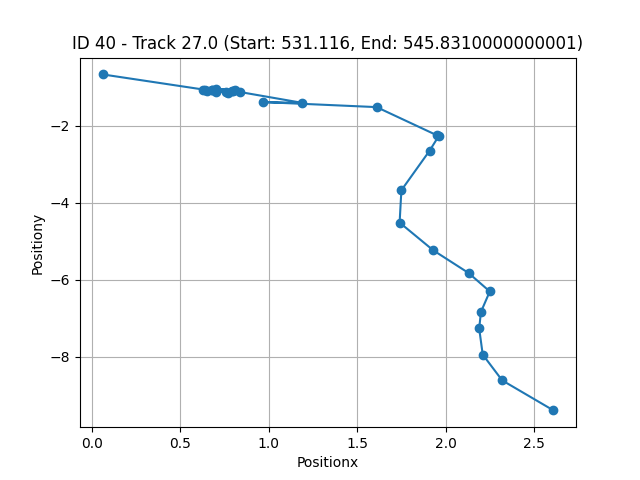 ID 40 - Track 27.0 (Start: 531.116, End: 545.8310000000001)
−2
−4
−6
−8
Positiony
0.0 0.5 1.0 1.5 2.0 2.5
Positionx